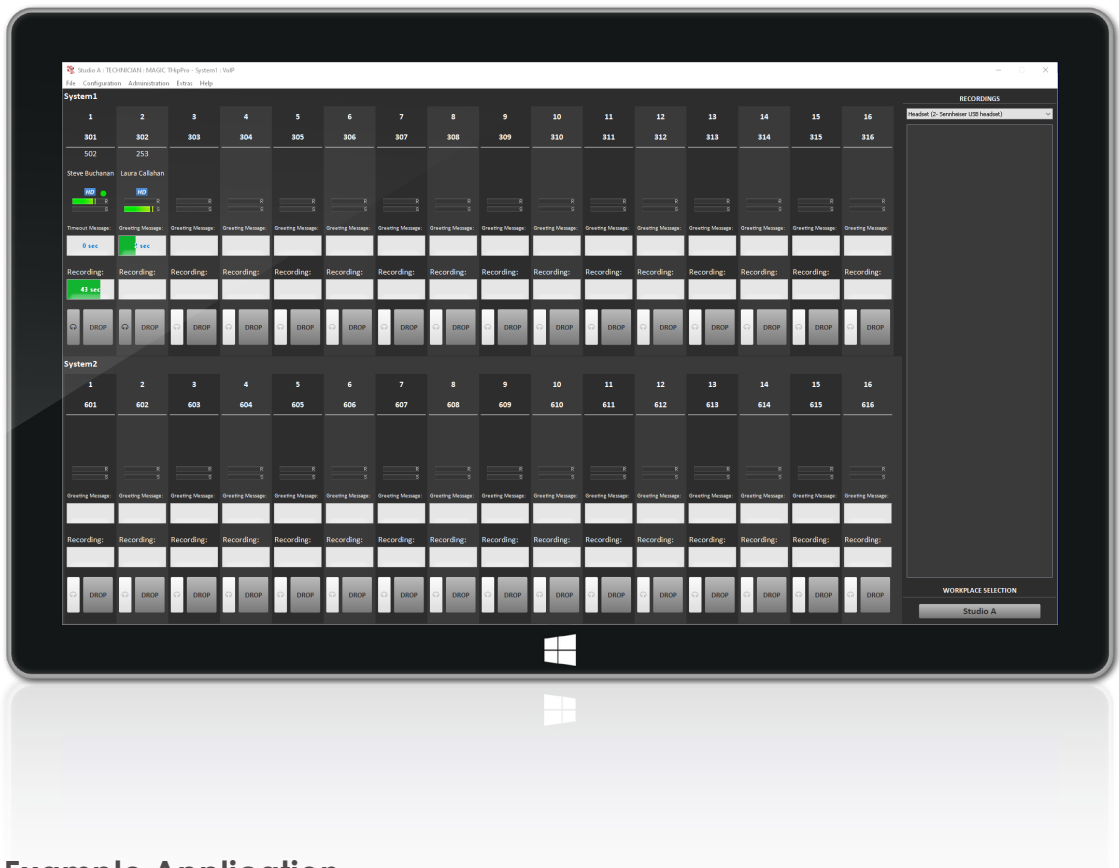 Studio A : TECHNICIAN : MAGIC THipPro - System1 : VoIP
File Configuration Administration Extras Help
System1
RECORDINGS
1 2 3 4 5 6 7 8 9 10 11 12 13 14 15 16
Headset (2- Sennheiser USB headset)
301 302 303 304 305 306 307 308 309 310 311 312 313 314 315 316
502 253
Steve Buchanan Laura Callahan
HD HD
R R R R R R R R R R R R R R R R
S S S S S S S S S S S S S S S S
Timeout Message: Greeting Message: Greeting Message: Greeting Message: Greeting Message: Greeting Message: Greeting Message: Greeting Message: Greeting Message: Greeting Message: Greeting Message: Greeting Message: Greeting Message: Greeting Message: Greeting Message: Greeting Message:
0 sec sec
Recording: Recording: Recording: Recording: Recording: Recording: Recording: Recording: Recording: Recording: Recording: Recording: Recording: Recording: Recording: Recording:
43 sec
DROP DROP DROP DROP DROP DROP DROP DROP DROP DROP DROP DROP DROP DROP DROP DROP
System2
1 2 3 4 5 6 7 8 9 10 11 12 13 14 15 16
601 602 603 604 605 606 607 608 609 610 611 612 613 614 615 616
R R R R R R R R R R R R R R R R
S S S S S S S S S S S S S S S S
Greeting Message: Greeting Message: Greeting Message: Greeting Message: Greeting Message: Greeting Message: Greeting Message: Greeting Message: Greeting Message: Greeting Message: Greeting Message: Greeting Message: Greeting Message: Greeting Message: Greeting Message: Greeting Message:
Recording: Recording: Recording: Recording: Recording: Recording: Recording: Recording: Recording: Recording: Recording: Recording: Recording: Recording: Recording: Recording:
DROP DROP DROP DROP DROP DROP DROP DROP DROP DROP DROP DROP DROP DROP DROP DROP
WORKPLACE SELECTION
Studio A
Example Application